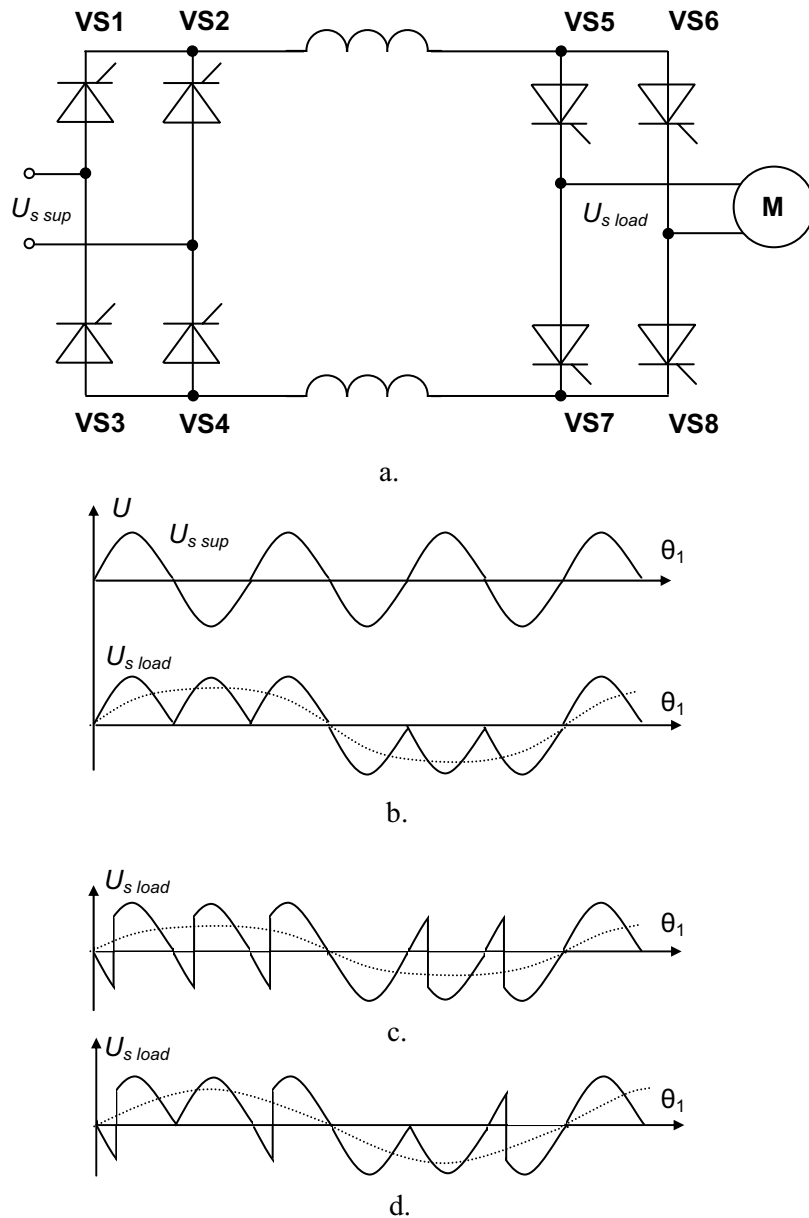 VS1 VS2 VS5 VS6
U s sup U s load M
VS3 VS4 VS7 VS8
a.
U
U s sup θ1
U s load
θ1
b.
U s load
θ1
c.
U s load
θ1
d.